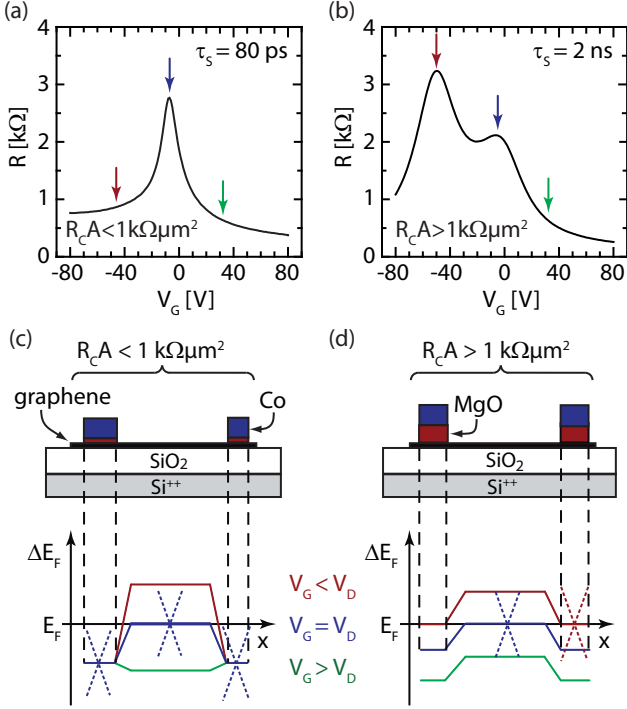 (a)
τS = 80 ps
R [kΩ]
4
3
2
1
0
RCA<1kΩμm²
-80 -40 0 40 80
VG [V]
(b)
τS = 2 ns
R [kΩ]
4
3
2
1
0
RCA>1kΩμm²
-80 -40 0 40 80
VG [V]
(c)
RCA < 1 kΩμm²
graphene
Co
SiO2
Si++
ΔEF
EF
x
VG < VD
VG = VD
VG > VD
(d)
RCA > 1 kΩμm²
MgO
SiO2
Si++
ΔEF
EF
x